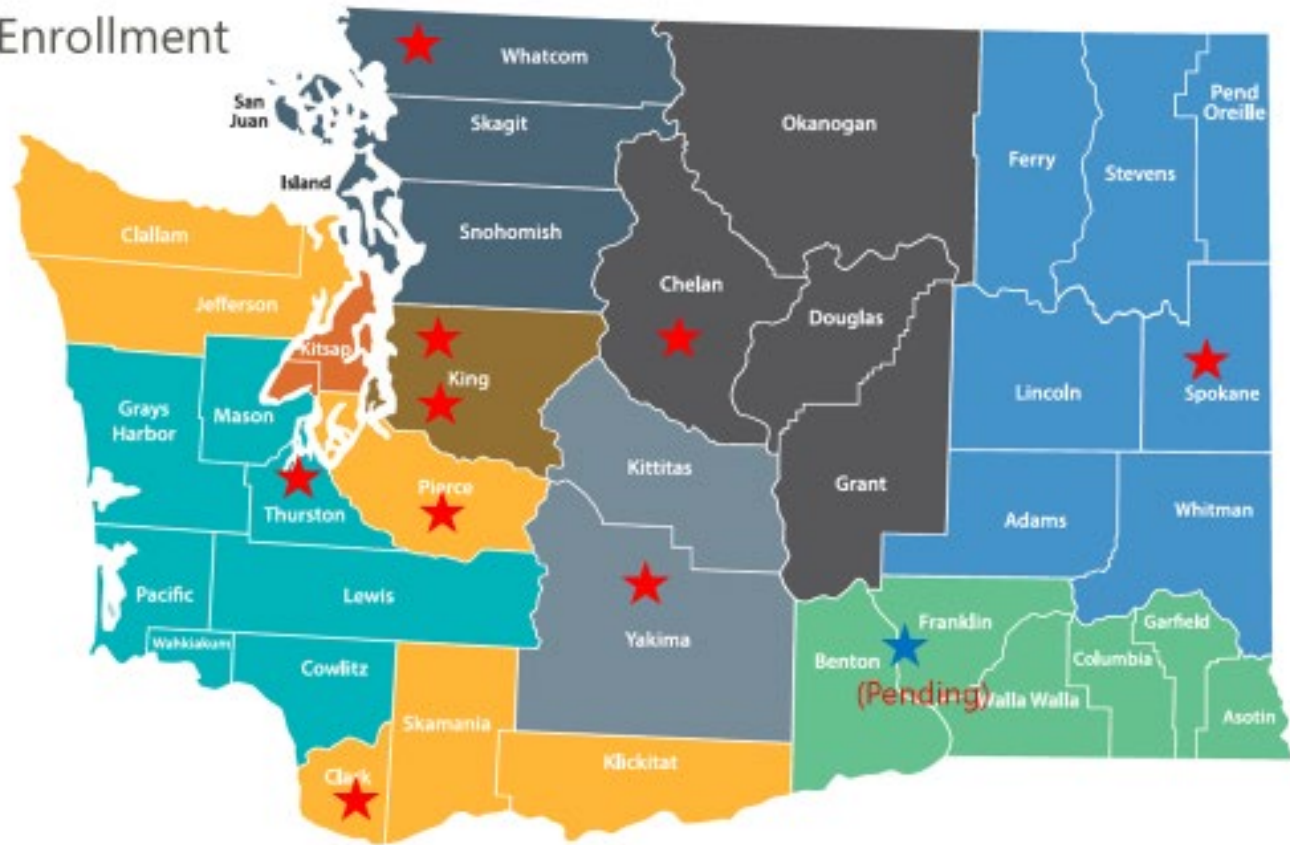 Enrollment
Whatcom
San
Juan
Skagit
Okanogan
Pend
Oreille
Ferry
Stevens
Island
Snohomish
Clallam
Chelan
Jefferson
Douglas
Kitsap
King
Lincoln
Spokane
Grays
Harbor
Mason
Kittitas
Grant
Pierce
Thurston
Adams
Whitman
Pacific
Lewis
Franklin
Garfield
Wahkiakum
Yakima
Benton
Columbia
Cowlitz
(Pending)
Walla Walla
Skamania
Asotin
Klickitat
Clark